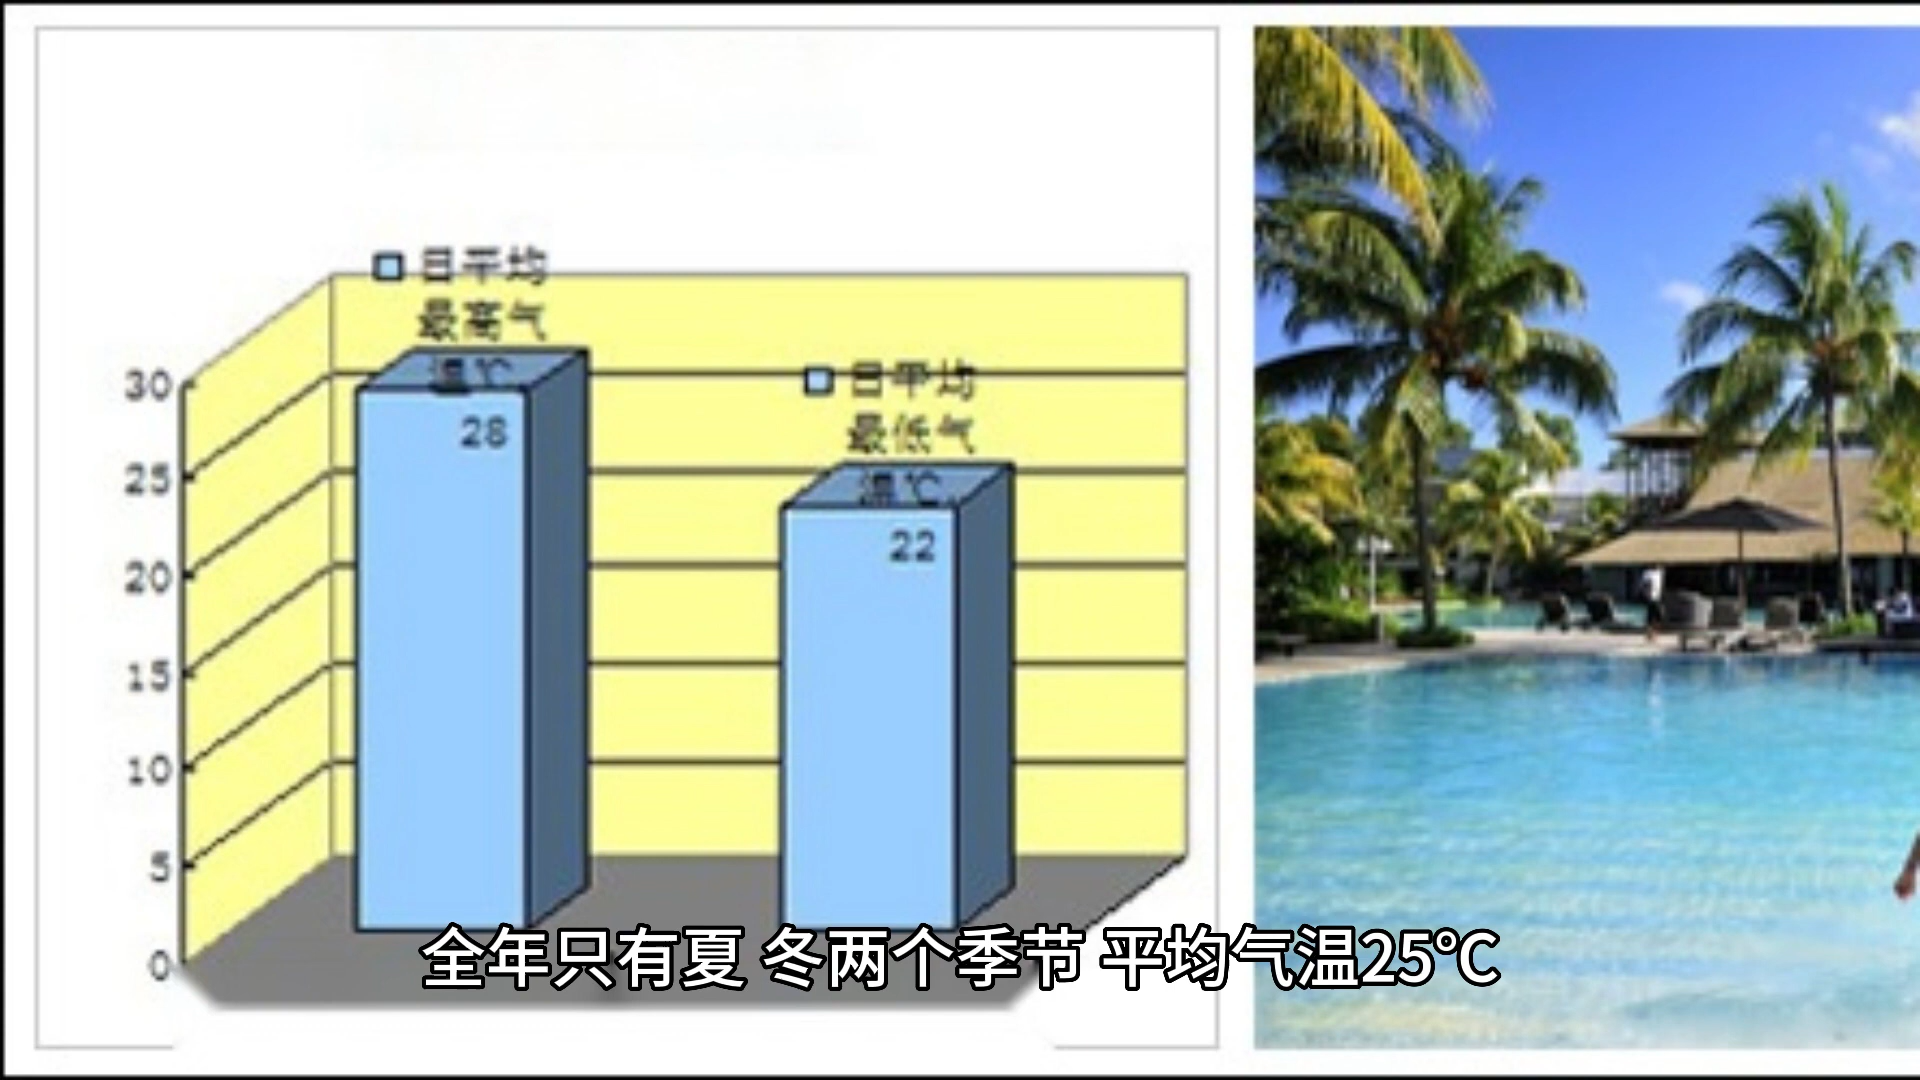 日平均
最高气
温℃
28
日平均
最低气
温℃
22
30
25
20
15
10
5
0
全年只有夏 冬两个季节 平均气温25℃